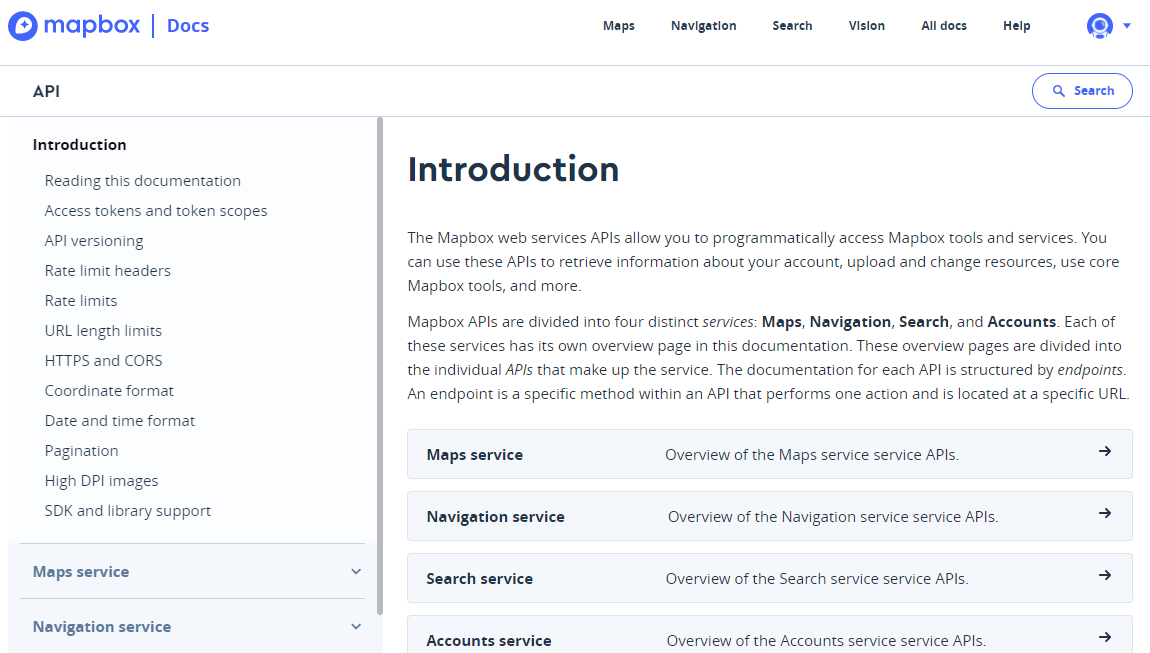 mapbox | Docs
Maps Navigation Search Vision All docs Help
API
Search
Introduction
Reading this documentation
Access tokens and token scopes
API versioning
Rate limit headers
Rate limits
URL length limits
HTTPS and CORS
Coordinate format
Date and time format
Pagination
High DPI images
SDK and library support
Maps service
Navigation service
Introduction
The Mapbox web services APIs allow you to programmatically access Mapbox tools and services. You
can use these APIs to retrieve information about your account, upload and change resources, use core
Mapbox tools, and more.
Mapbox APIs are divided into four distinct services: Maps, Navigation, Search, and Accounts. Each of
these services has its own overview page in this documentation. These overview pages are divided into
the individual APIs that make up the service. The documentation for each API is structured by endpoints.
An endpoint is a specific method within an API that performs one action and is located at a specific URL.
Maps service Overview of the Maps service service APIs.
Navigation service Overview of the Navigation service service APIs.
Search service Overview of the Search service service APIs.
Accounts service Overview of the Accounts service service APIs.